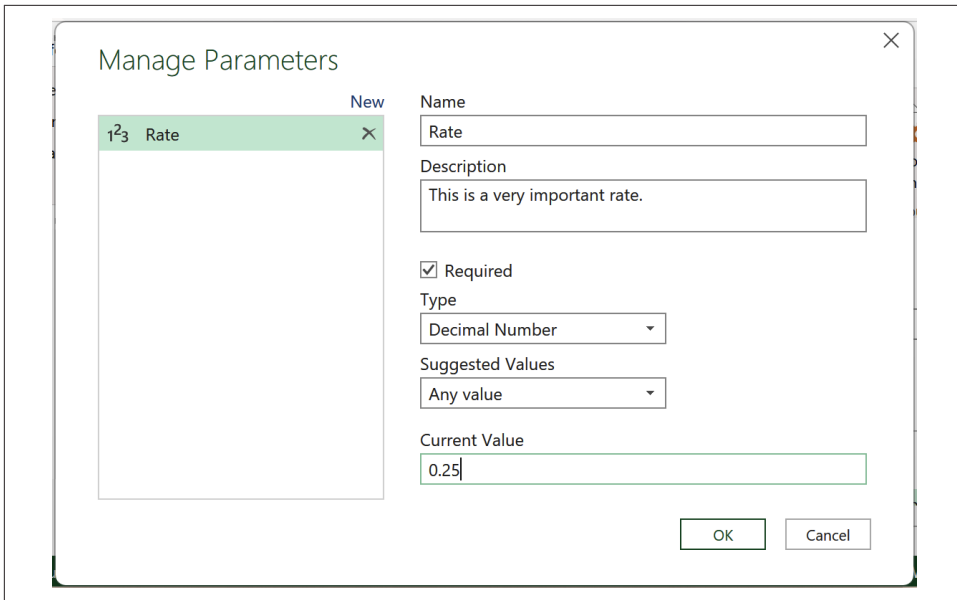 Manage Parameters
New
1²3 Rate
Name
Rate
Description
This is a very important rate.
Required
Type
Decimal Number
Suggested Values
Any value
Current Value
0.25
OK
Cancel